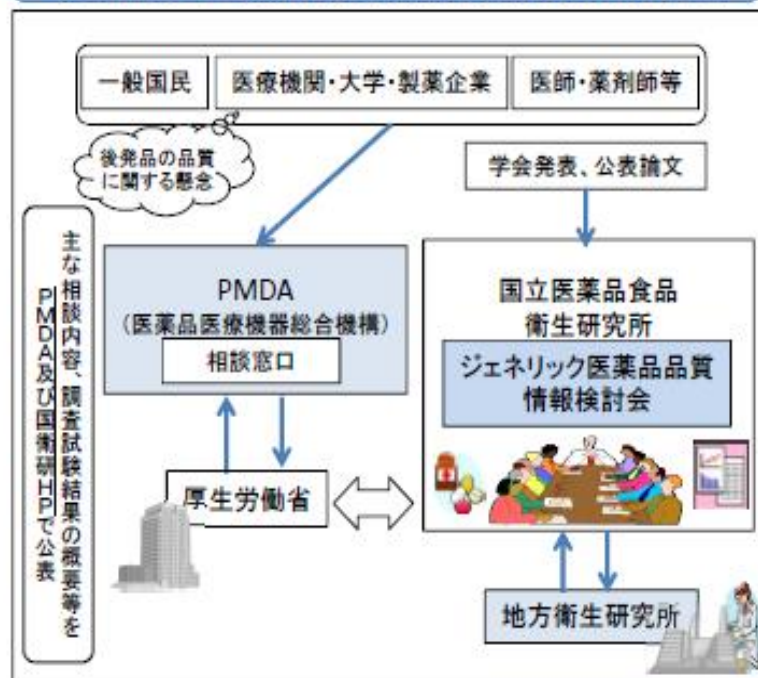 一般国民
医療機関・大学・製薬企業
医師・薬剤師等
後発品の品質
に関する懸念
学会発表、公表論文
主な相談内容、調査試験結果の概要等を
PMDA及び国衛研HPで公表
PMDA
(医薬品医療機器総合機構)
相談窓口
国立医薬品食品
衛生研究所
ジェネリック医薬品品質
情報検討会
厚生労働省
地方衛生研究所